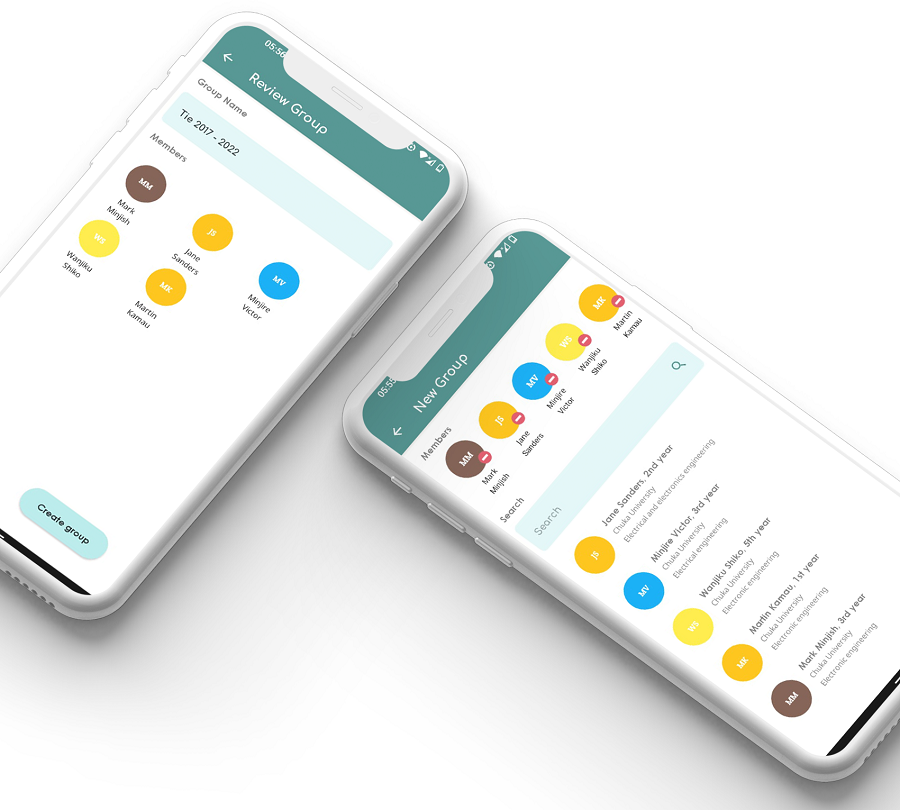 05:56
Review Group
Group Name
Tie 2017 - 2022
Members
MM
Mark
Minjish
JS
Jane
Sanders
MV
Minjire
Victor
WS
Wanjiku
Shiko
MK
Martin
Kamau
Create group
05:55
New Group
Members
MM
Mark
Minjish
JS
Jane
Sanders
MV
Minjire
Victor
WS
Wanjiku
Shiko
MK
Martin
Kamau
Search
Search
JS
Jane Sanders, 2nd year
Chuka University
Electrical and electronics engineering
MV
Minjire Victor, 3rd year
Chuka University
Electrical engineering
WS
Wanjiku Shiko, 5th year
Chuka University
Electronic engineering
MK
Martin Kamau, 1st year
Chuka University
Electronic engineering
MM
Mark Minjish, 3rd year
Chuka University
Electronic engineering